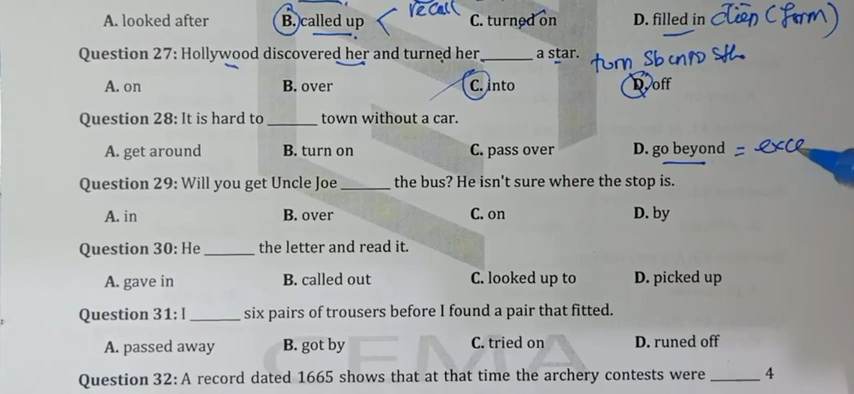 A. looked after B. called up recall C. turned on D. filled in điền (form)
Question 27: Hollywood discovered her and turned her______ a star. turn sb into sth
A. on B. over C. into D. off
Question 28: It is hard to ______ town without a car.
A. get around B. turn on C. pass over D. go beyond = exce
Question 29: Will you get Uncle Joe ______ the bus? He isn't sure where the stop is.
A. in B. over C. on D. by
Question 30: He ______ the letter and read it.
A. gave in B. called out C. looked up to D. picked up
Question 31: I ______ six pairs of trousers before I found a pair that fitted.
A. passed away B. got by C. tried on D. runed off
Question 32: A record dated 1665 shows that at that time the archery contests were ______ 4